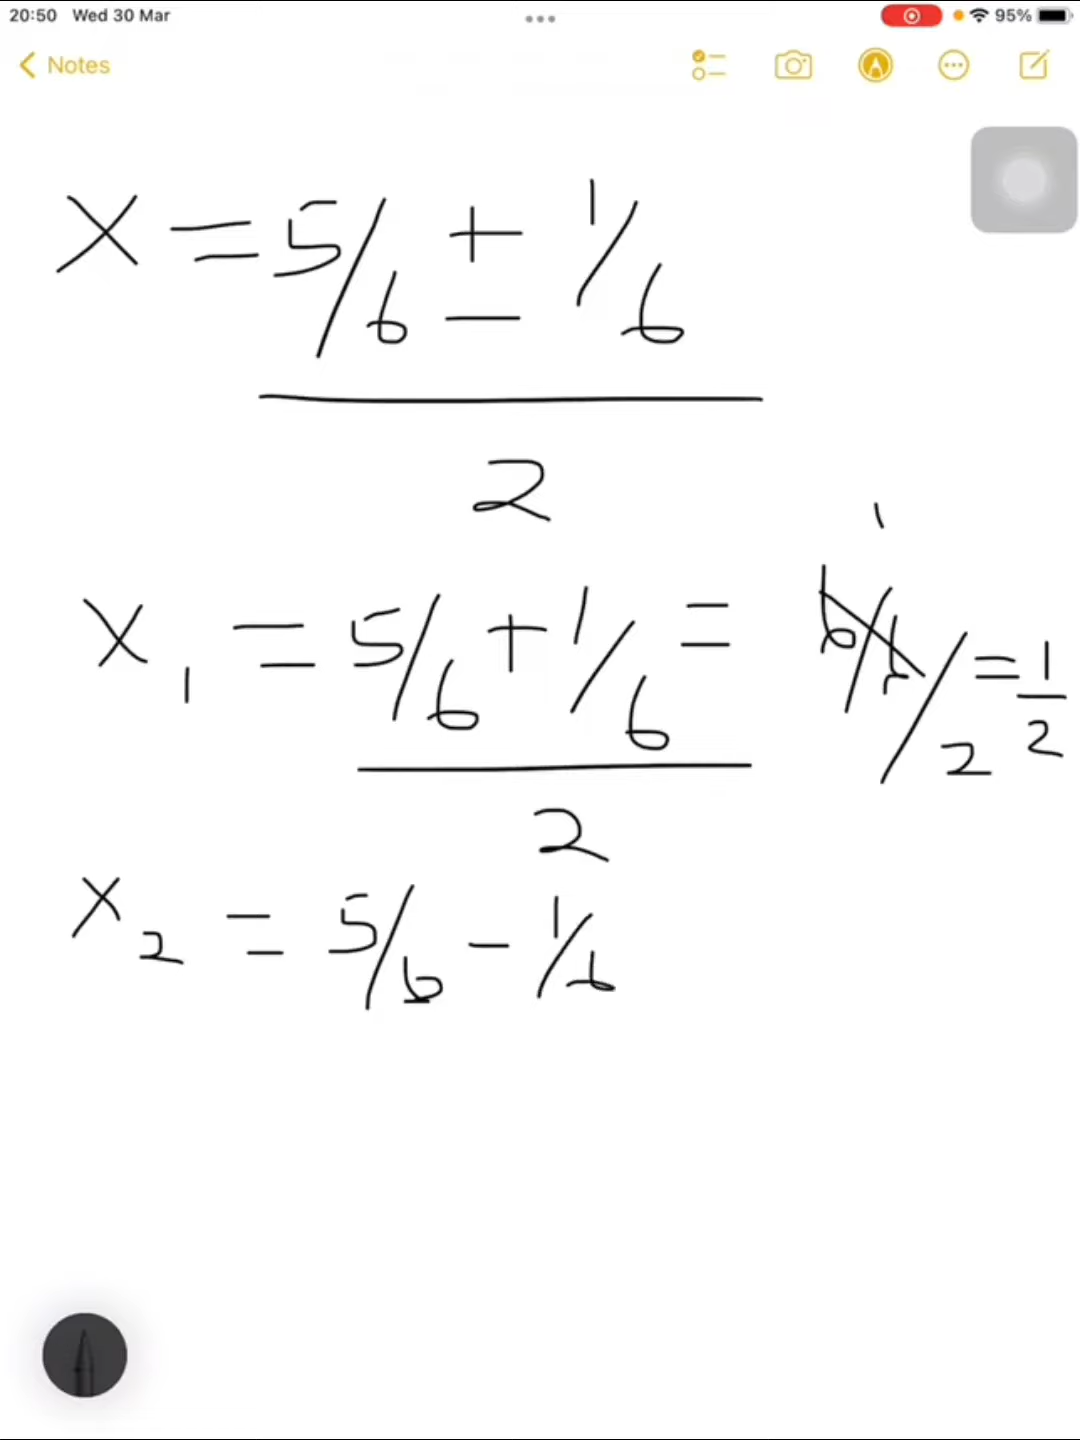 20:50 Wed 30 Mar 95%
Notes
X = 5/6 ± 1/6
2
X1 = 5/6 + 1/6 = 6/6/2 = 1/2
1
2
X2 = 5/6 - 1/6